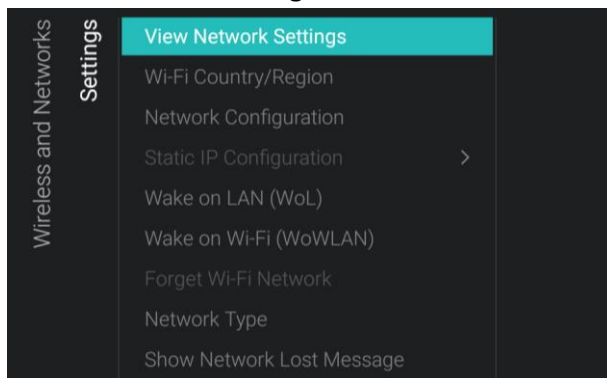 Wireless and Networks
Settings
View Network Settings
Wi-Fi Country/Region
Network Configuration
Static IP Configuration >
Wake on LAN (WoL)
Wake on Wi-Fi (WoWLAN)
Forget Wi-Fi Network
Network Type
Show Network Lost Message